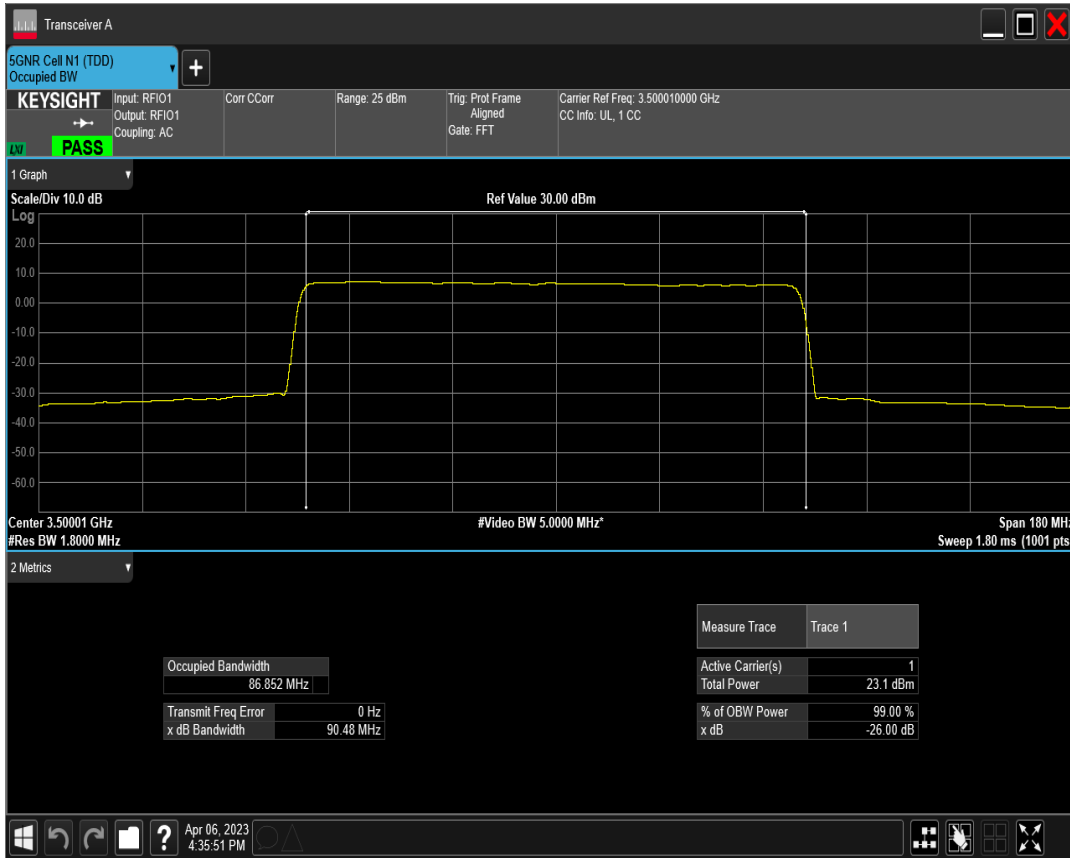 Transceiver A
5GNR Cell N1 (TDD)
Occupied BW
KEYSIGHT
LXI
PASS
Input: RFIO1
Output: RFIO1
Coupling: AC
Corr CCorr
Range: 25 dBm
Trig: Prot Frame
Aligned
Gate: FFT
Carrier Ref Freq: 3.500010000 GHz
CC Info: UL, 1 CC
1 Graph
Scale/Div 10.0 dB
Ref Value 30.00 dBm
Log
20.0
10.0
0.00
-10.0
-20.0
-30.0
-40.0
-50.0
-60.0
Center 3.50001 GHz
#Video BW 5.0000 MHz*
Span 180 MHz
#Res BW 1.8000 MHz
Sweep 1.80 ms (1001 pts
2 Metrics
Measure Trace Trace 1
Occupied Bandwidth
86.852 MHz
Active Carrier(s) 1
Total Power 23.1 dBm
Transmit Freq Error 0 Hz
x dB Bandwidth 90.48 MHz
% of OBW Power 99.00 %
x dB -26.00 dB
?
Apr 06, 2023
4:35:51 PM